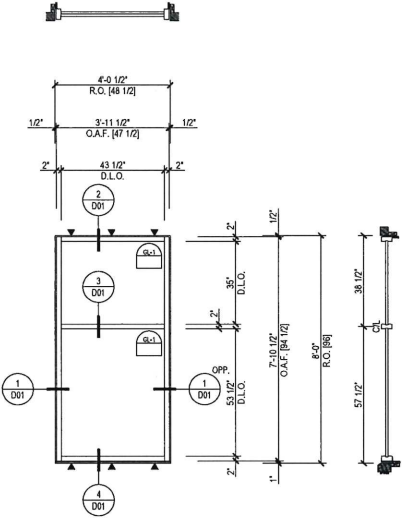 4'-0 1/2"
R.O. [48 1/2]
1/2"
3'-11 1/2"
1/2"
O.A.F. [47 1/2]
2"
43 1/2"
2"
D.L.O.
2
D01
GL-1
3
D01
GL-1
1
D01
1
D01
4
D01
2"
35"
D.L.O.
2"
OPP.
53 1/2"
D.L.O.
2"
1/2"
7'-10 1/2"
O.A.F. [94 1/2]
1"
8'-0"
R.O. [96]
38 1/2"
C/L
57 1/2"